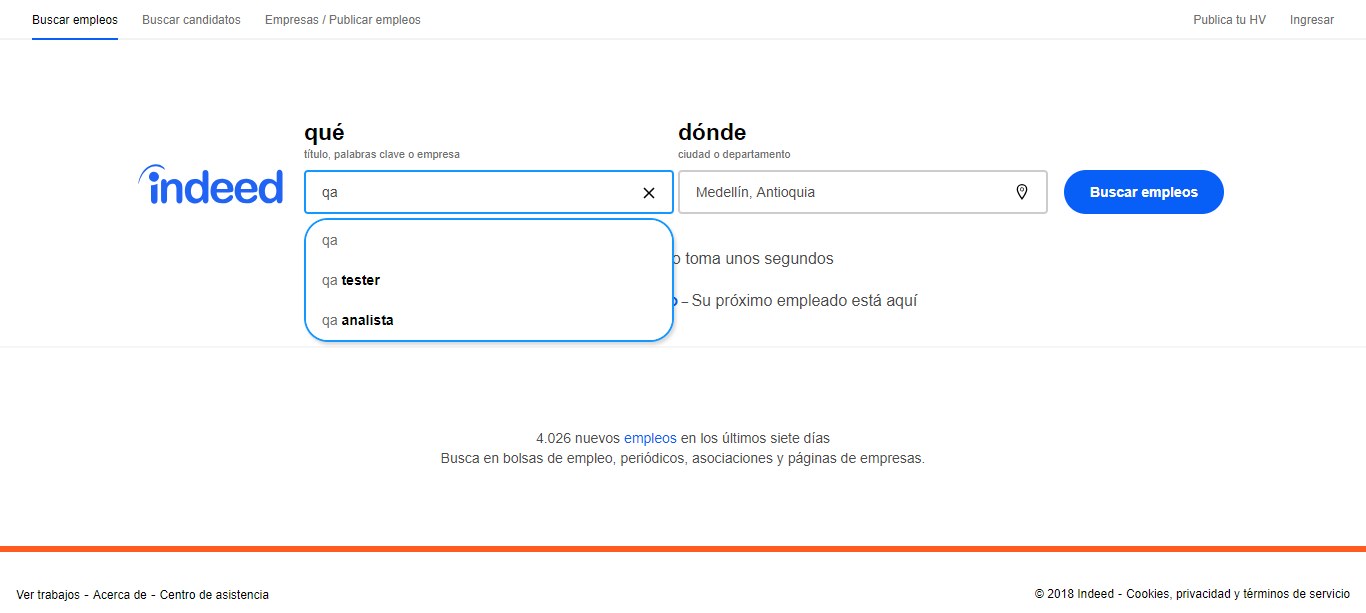 Buscar empleos Buscar candidatos Empresas / Publicar empleos Publica tu HV Ingresar
qué dónde
título, palabras clave o empresa ciudad o departamento
indeed qa Medellín, Antioquia Buscar empleos
qa
toma unos segundos
qa tester
– Su próximo empleado está aquí
qa analista
4.026 nuevos empleos en los últimos siete días
Busca en bolsas de empleo, periódicos, asociaciones y páginas de empresas.
Ver trabajos - Acerca de - Centro de asistencia © 2018 Indeed - Cookies, privacidad y términos de servicio